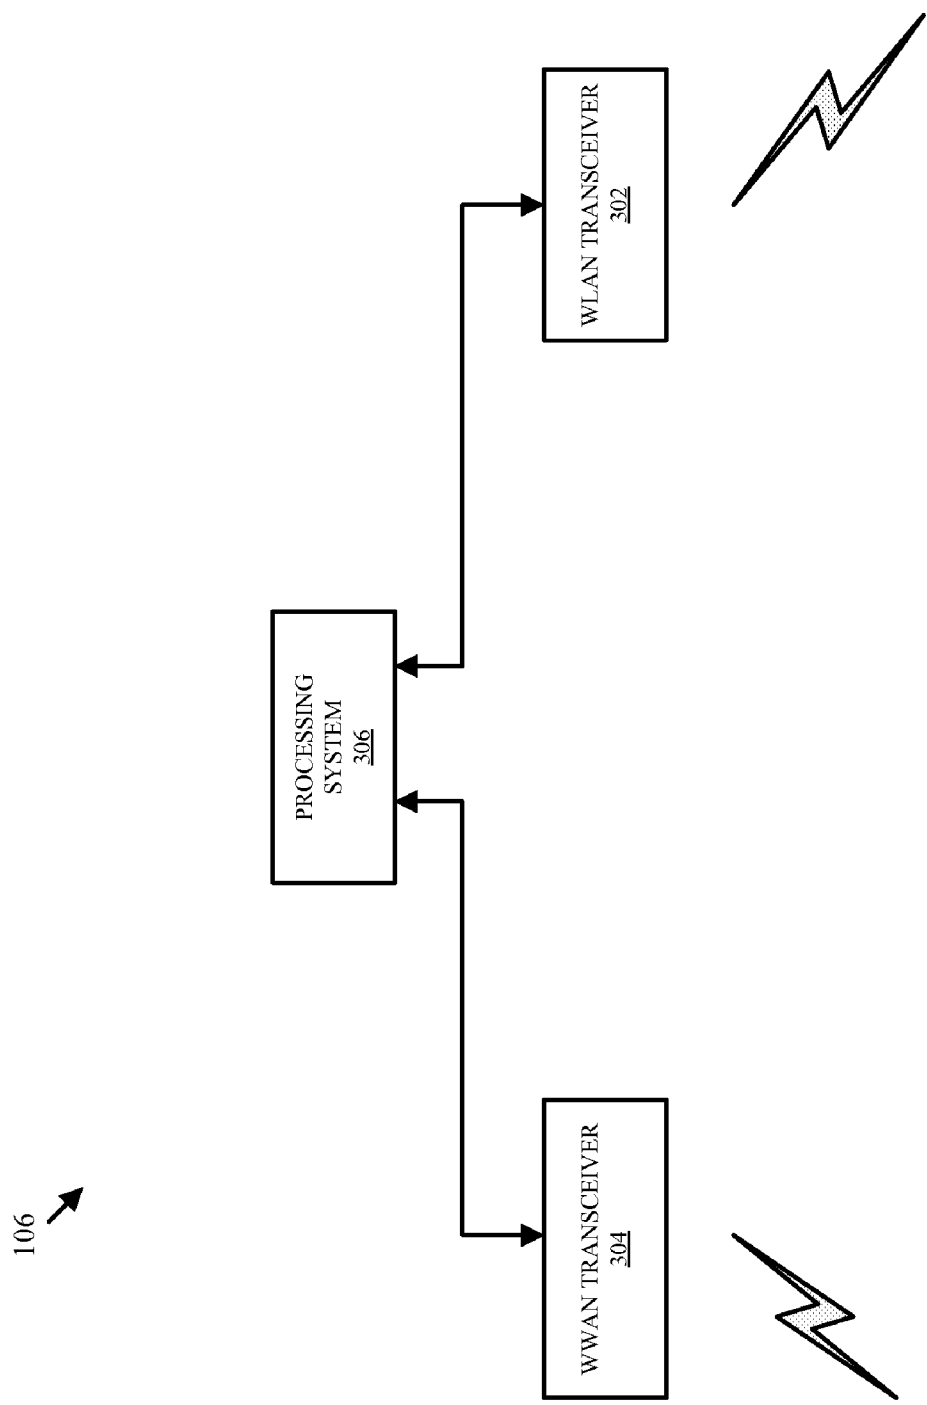 106
PROCESSING
SYSTEM
306
WWAN TRANSCEIVER
304
WLAN TRANSCEIVER
302